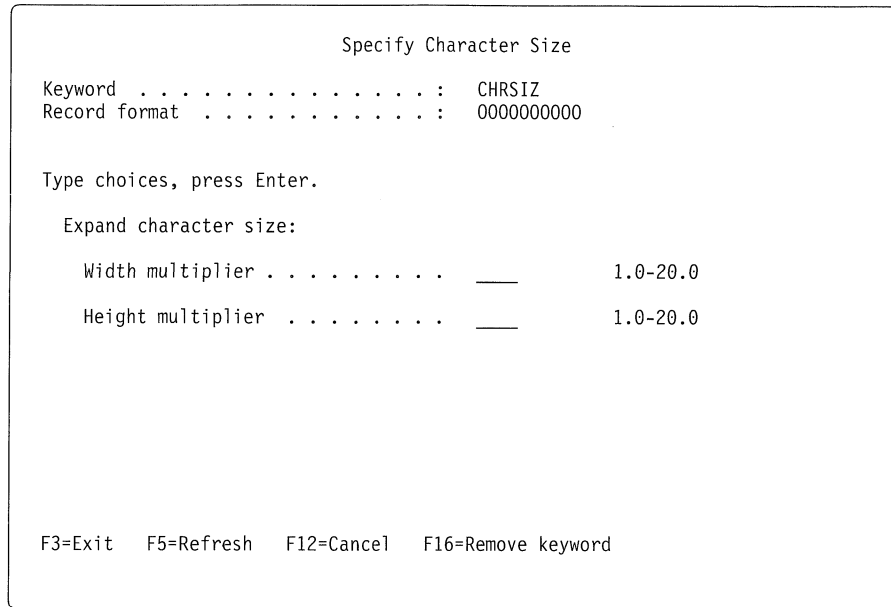 Specify Character Size
Keyword . . . . . . . . . . . . . . : CHRSIZ
Record format . . . . . . . . . . . : OOOOOOOOOO
Type choices, press Enter.
Expand character size:
Width multiplier . . . . . . . . . ____ 1.0-20.0
Height multiplier . . . . . . . . ____ 1.0-20.0
F3=Exit F5=Refresh F12=Cancel F16=Remove keyword